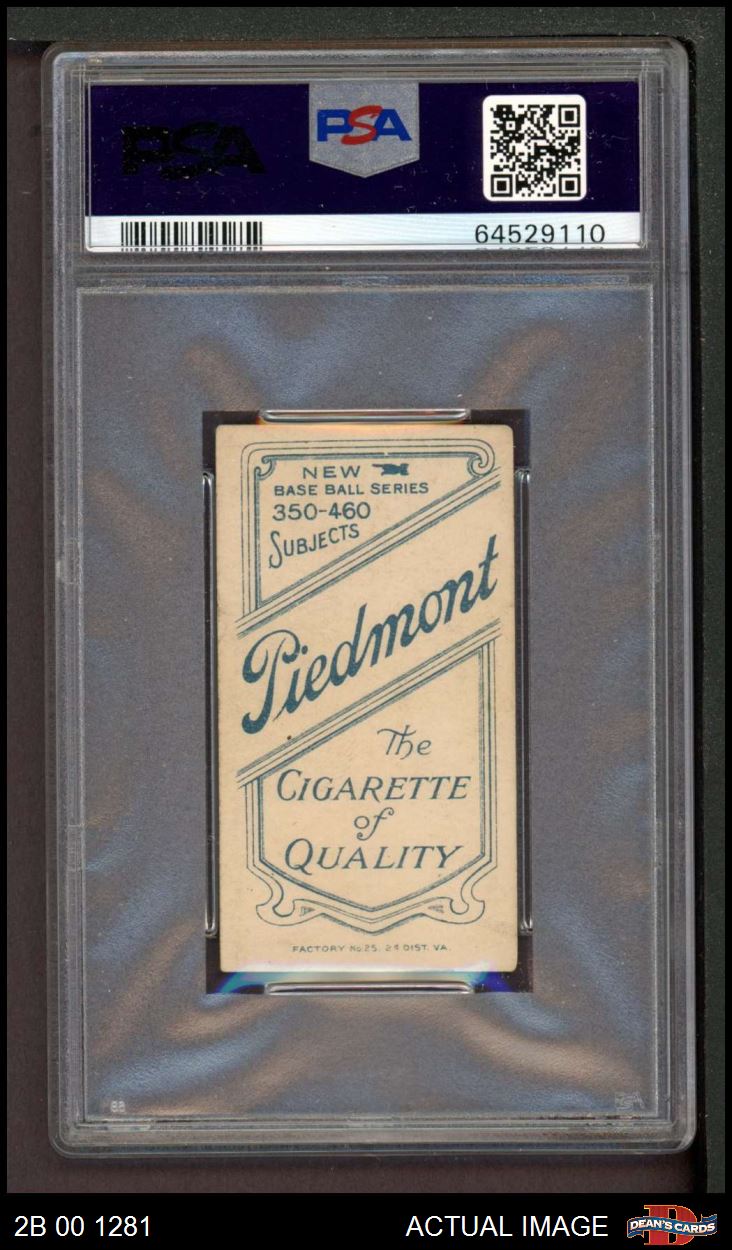 PSA
PSA
64529110
NEW
BASE BALL SERIES
350-460
SUBJECTS
Piedmont
The
CIGARETTE
of
QUALITY
FACTORY No 25. 2d DIST. VA.
2B 00 1281
ACTUAL IMAGE
DEAN'S CARDS